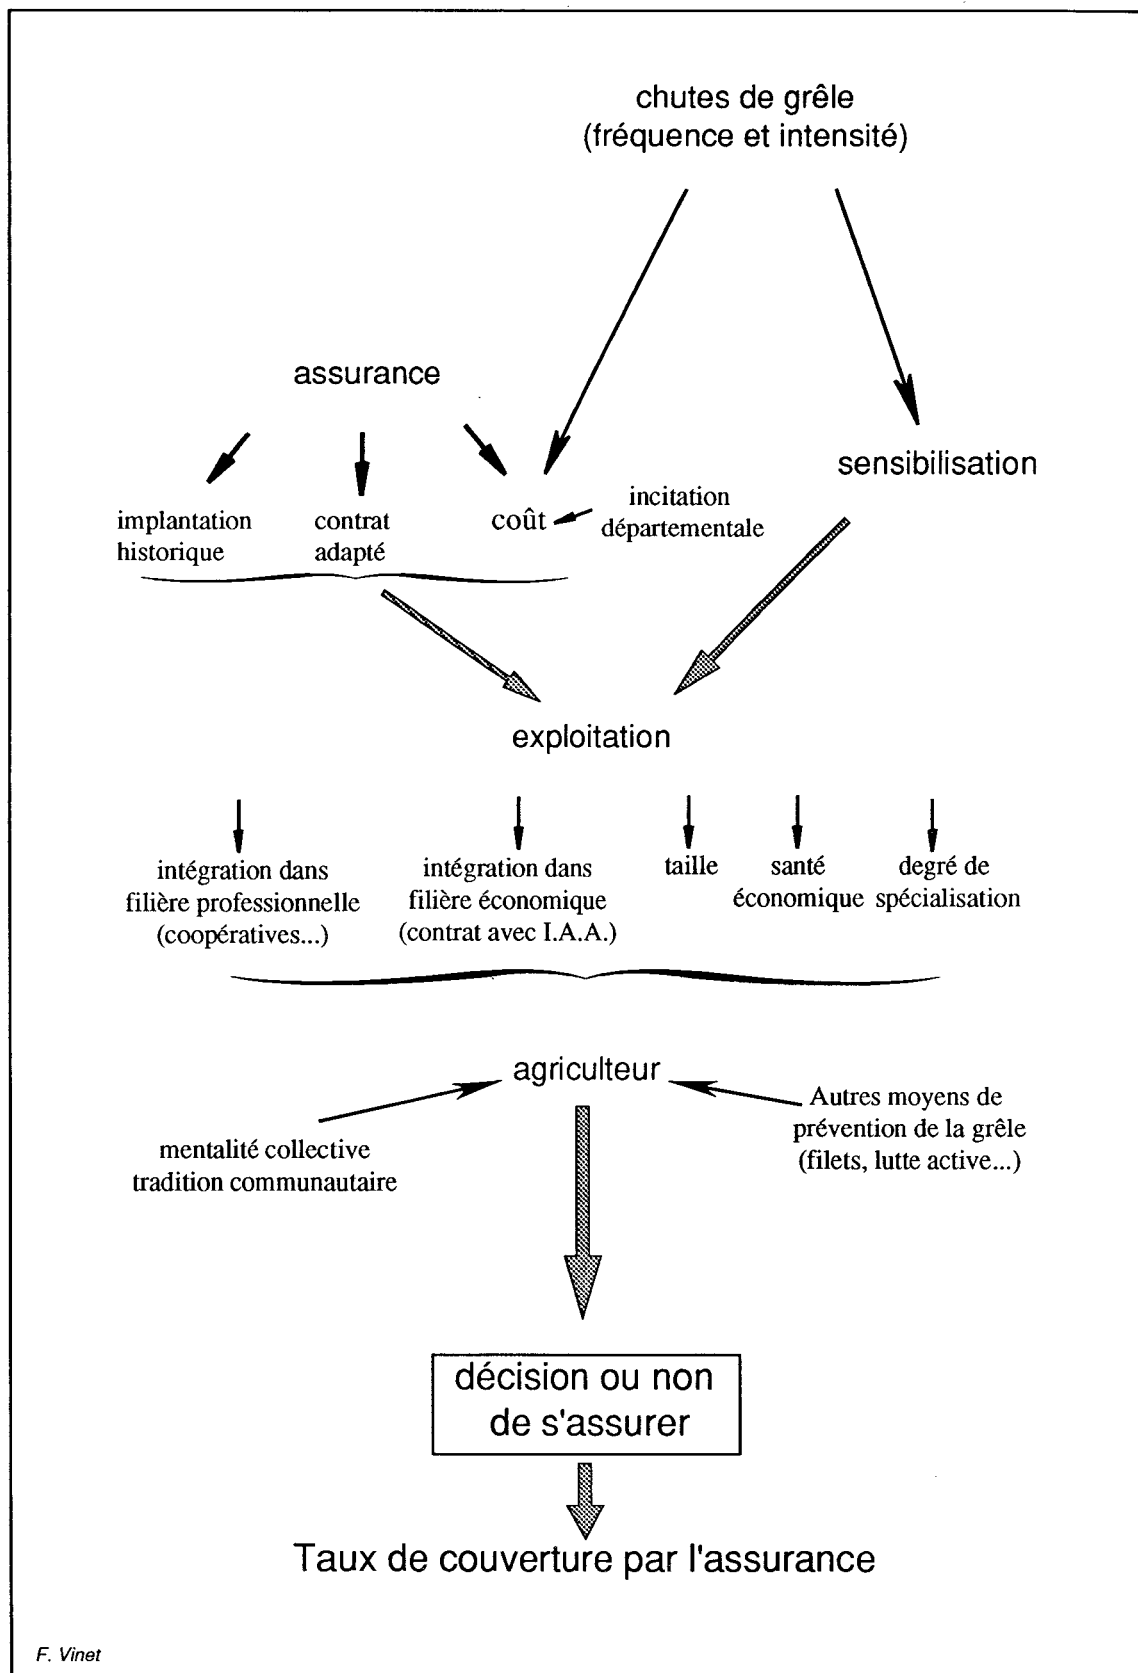 chutes de grêle
(fréquence et intensité)
assurance
sensibilisation
implantation
historique
contrat
adapté
coût
incitation
départementale
exploitation
intégration dans
filière professionnelle
(coopératives...)
intégration dans
filière économique
(contrat avec I.A.A.)
taille
santé
économique
degré de
spécialisation
agriculteur
mentalité collective
tradition communautaire
Autres moyens de
prévention de la grêle
(filets, lutte active...)
décision ou non
de s'assurer
Taux de couverture par l'assurance
F. Vinet